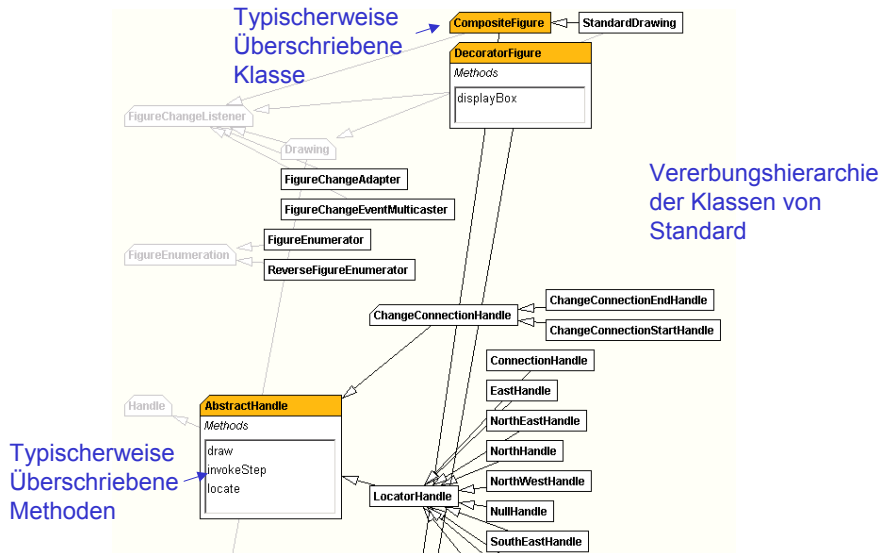 Typischerweise
Überschriebene
Klasse
CompositeFigure
StandardDrawing
DecoratorFigure
Methods
displayBox
FigureChangeListener
Drawing
FigureChangeAdapter
FigureChangeEventMulticaster
Vererbungshierarchie
der Klassen von
Standard
FigureEnumeration
FigureEnumerator
ReverseFigureEnumerator
ChangeConnectionHandle
ChangeConnectionEndHandle
ChangeConnectionStartHandle
ConnectionHandle
EastHandle
NorthEastHandle
NorthHandle
NorthWestHandle
NullHandle
SouthEastHandle
LocatorHandle
Handle
AbstractHandle
Methods
draw
invokeStep
locate
Typischerweise
Überschriebene
Methoden